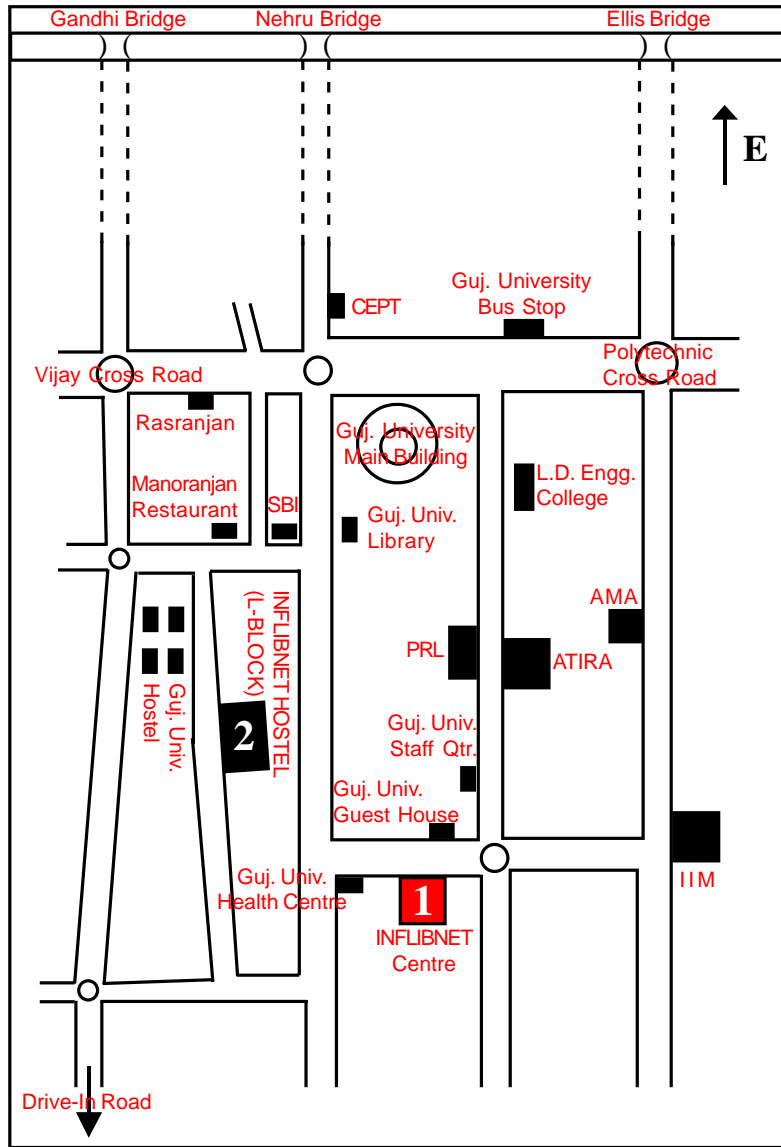 Gandhi Bridge
Nehru Bridge
Ellis Bridge
E
CEPT
Guj. University
Bus Stop
Vijay Cross Road
Polytechnic
Cross Road
Rasranjan
Guj. University
Main Building
Manoranjan
Restaurant
SBI
Guj. Univ.
Library
L.D. Engg.
College
AMA
INFLIBNET HOSTEL
(L-BLOCK)
PRL
ATIRA
Guj. Univ.
Hostel
2
Guj. Univ.
Staff Qtr.
Guj. Univ.
Guest House
Guj. Univ.
Health Centre
1
IIM
INFLIBNET
Centre
Drive-In Road